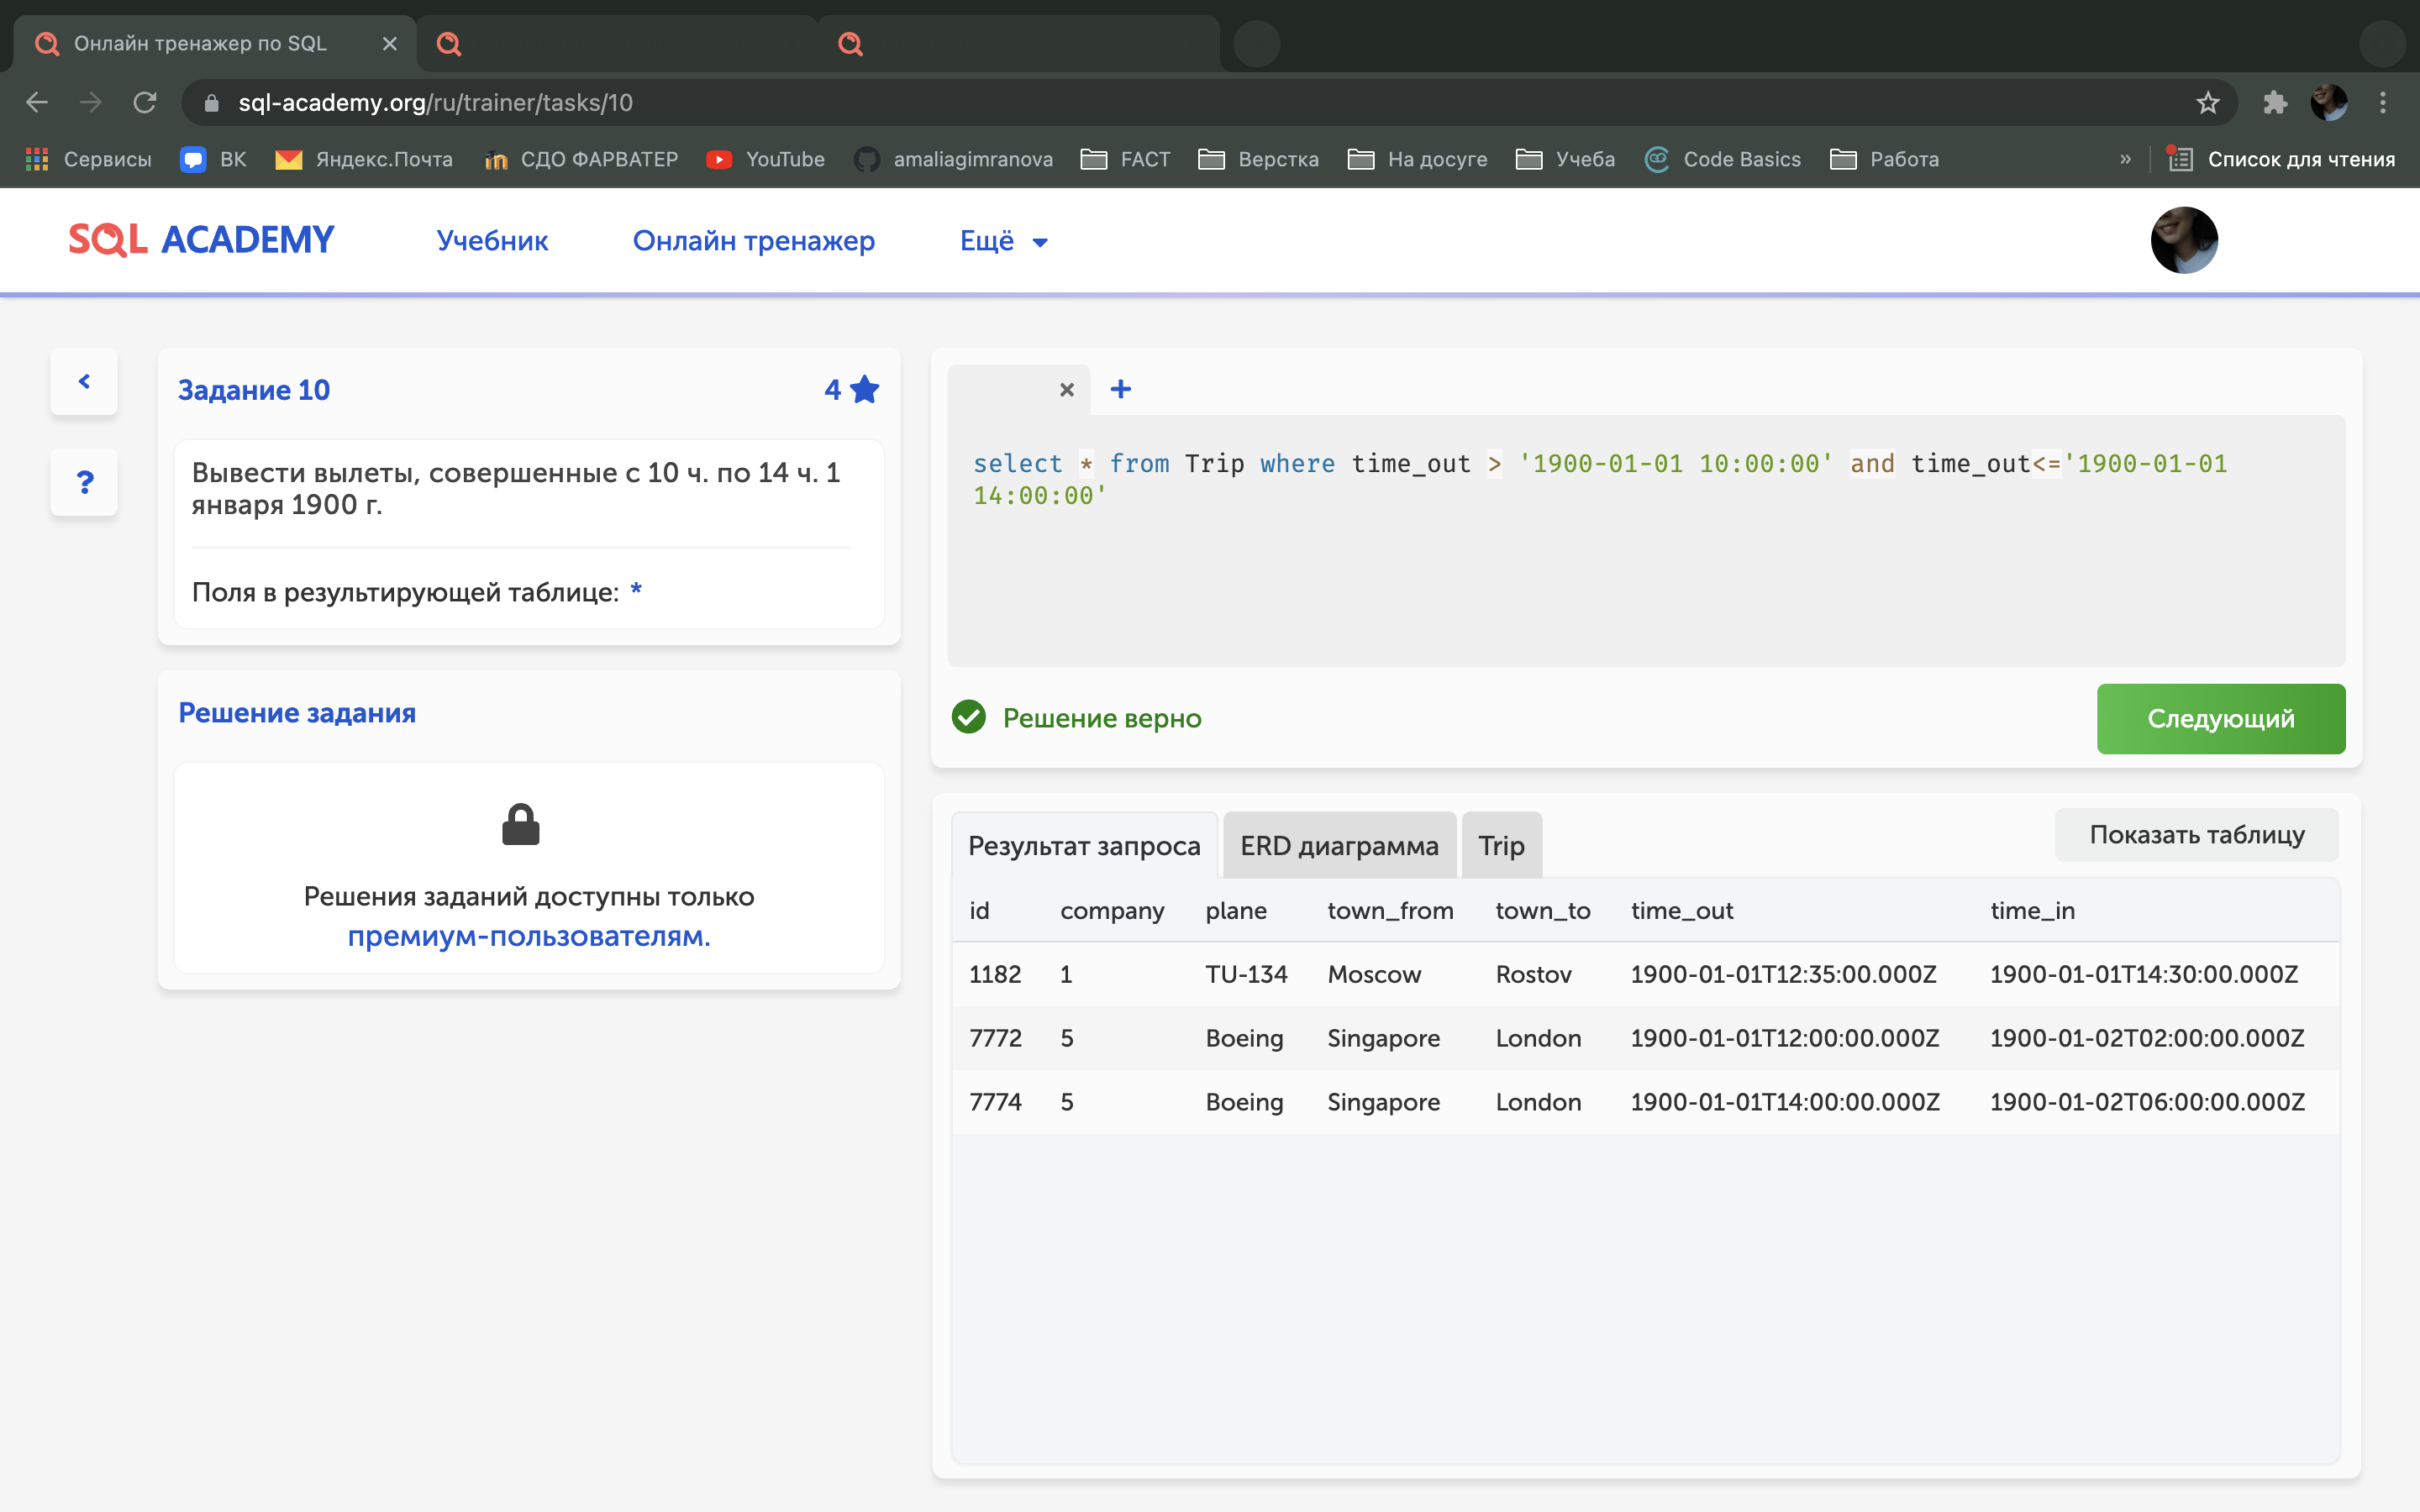 Онлайн тренажер по SQL
sql-academy.org/ru/trainer/tasks/10
Сервисы ВК Яндекс.Почта СДО ФАРВАТЕР YouTube amaliagimranova FACT Верстка На досуге Учеба Code Basics Работа » Список для чтения
SQL ACADEMY Учебник Онлайн тренажер Ещё
Задание 10 4
Вывести вылеты, совершенные с 10 ч. по 14 ч. 1
января 1900 г.
Поля в результирующей таблице: *
Решение задания
Решения заданий доступны только
премиум-пользователям.
select * from Trip where time_out > '1900-01-01 10:00:00' and time_out<='1900-01-01
14:00:00'
Решение верно
Следующий
Результат запроса ERD диаграмма Trip Показать таблицу
id company plane town_from town_to time_out time_in
1182 1 TU-134 Moscow Rostov 1900-01-01T12:35:00.000Z 1900-01-01T14:30:00.000Z
7772 5 Boeing Singapore London 1900-01-01T12:00:00.000Z 1900-01-02T02:00:00.000Z
7774 5 Boeing Singapore London 1900-01-01T14:00:00.000Z 1900-01-02T06:00:00.000Z